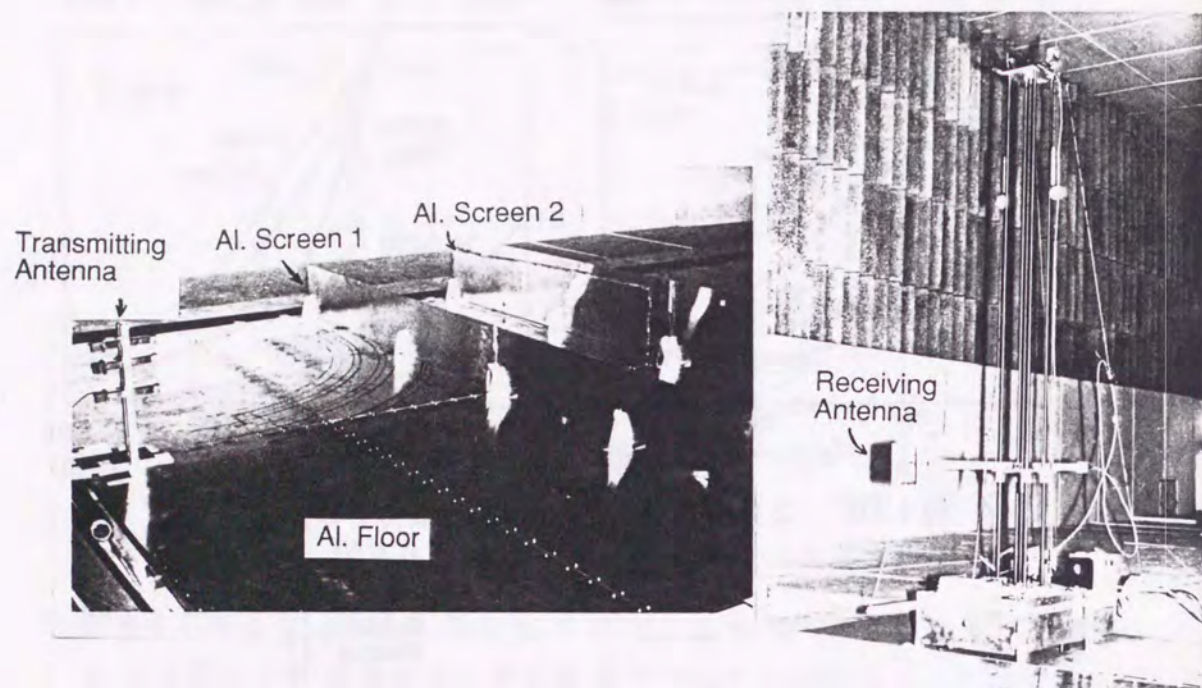 Transmitting
Antenna
Al. Screen 1
Al. Screen 2
Al. Floor
Receiving
Antenna